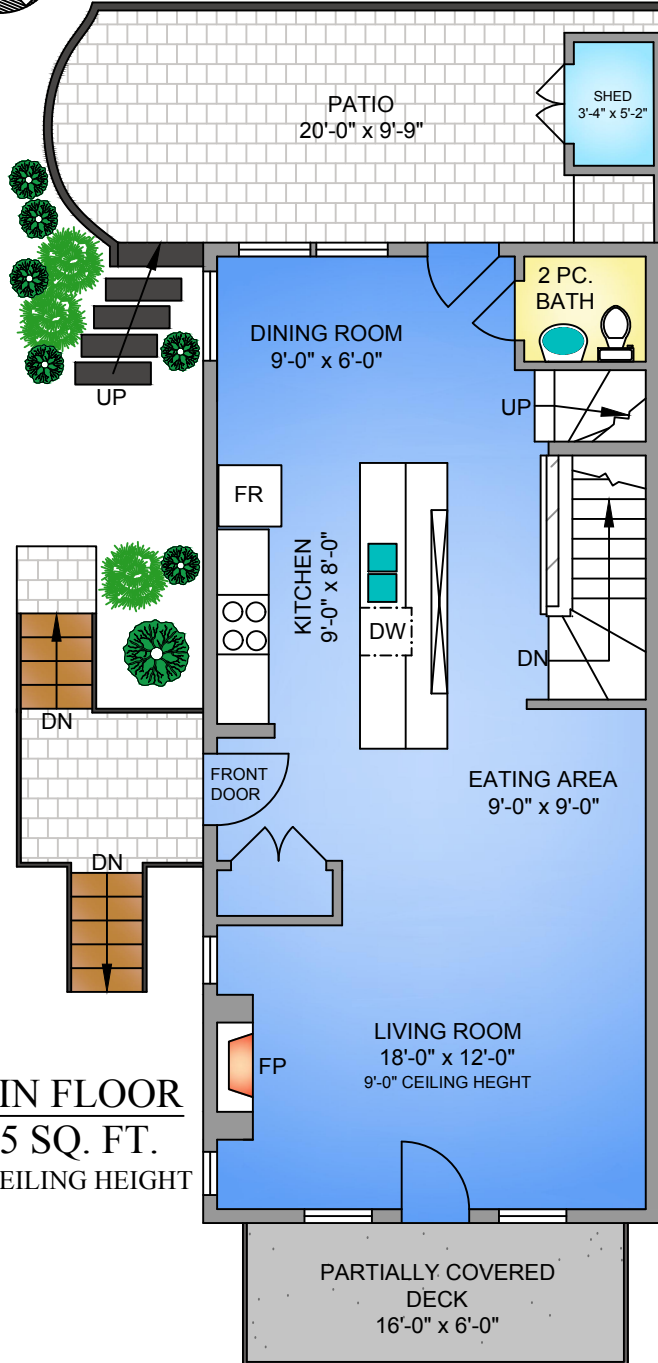 PATIO
20'-0" x 9'-9"
SHED
3'-4" x 5'-2"
2 PC.
BATH
DINING ROOM
9'-0" x 6'-0"
UP
UP
FR
KITCHEN
9'-0" x 8'-0"
DW
DN
DN
FRONT
DOOR
EATING AREA
9'-0" x 9'-0"
DN
LIVING ROOM
18'-0" x 12'-0"
9'-0" CEILING HEGHT
FP
IN FLOOR
5 SQ. FT.
EILING HEIGHT
PARTIALLY COVERED
DECK
16'-0" x 6'-0"